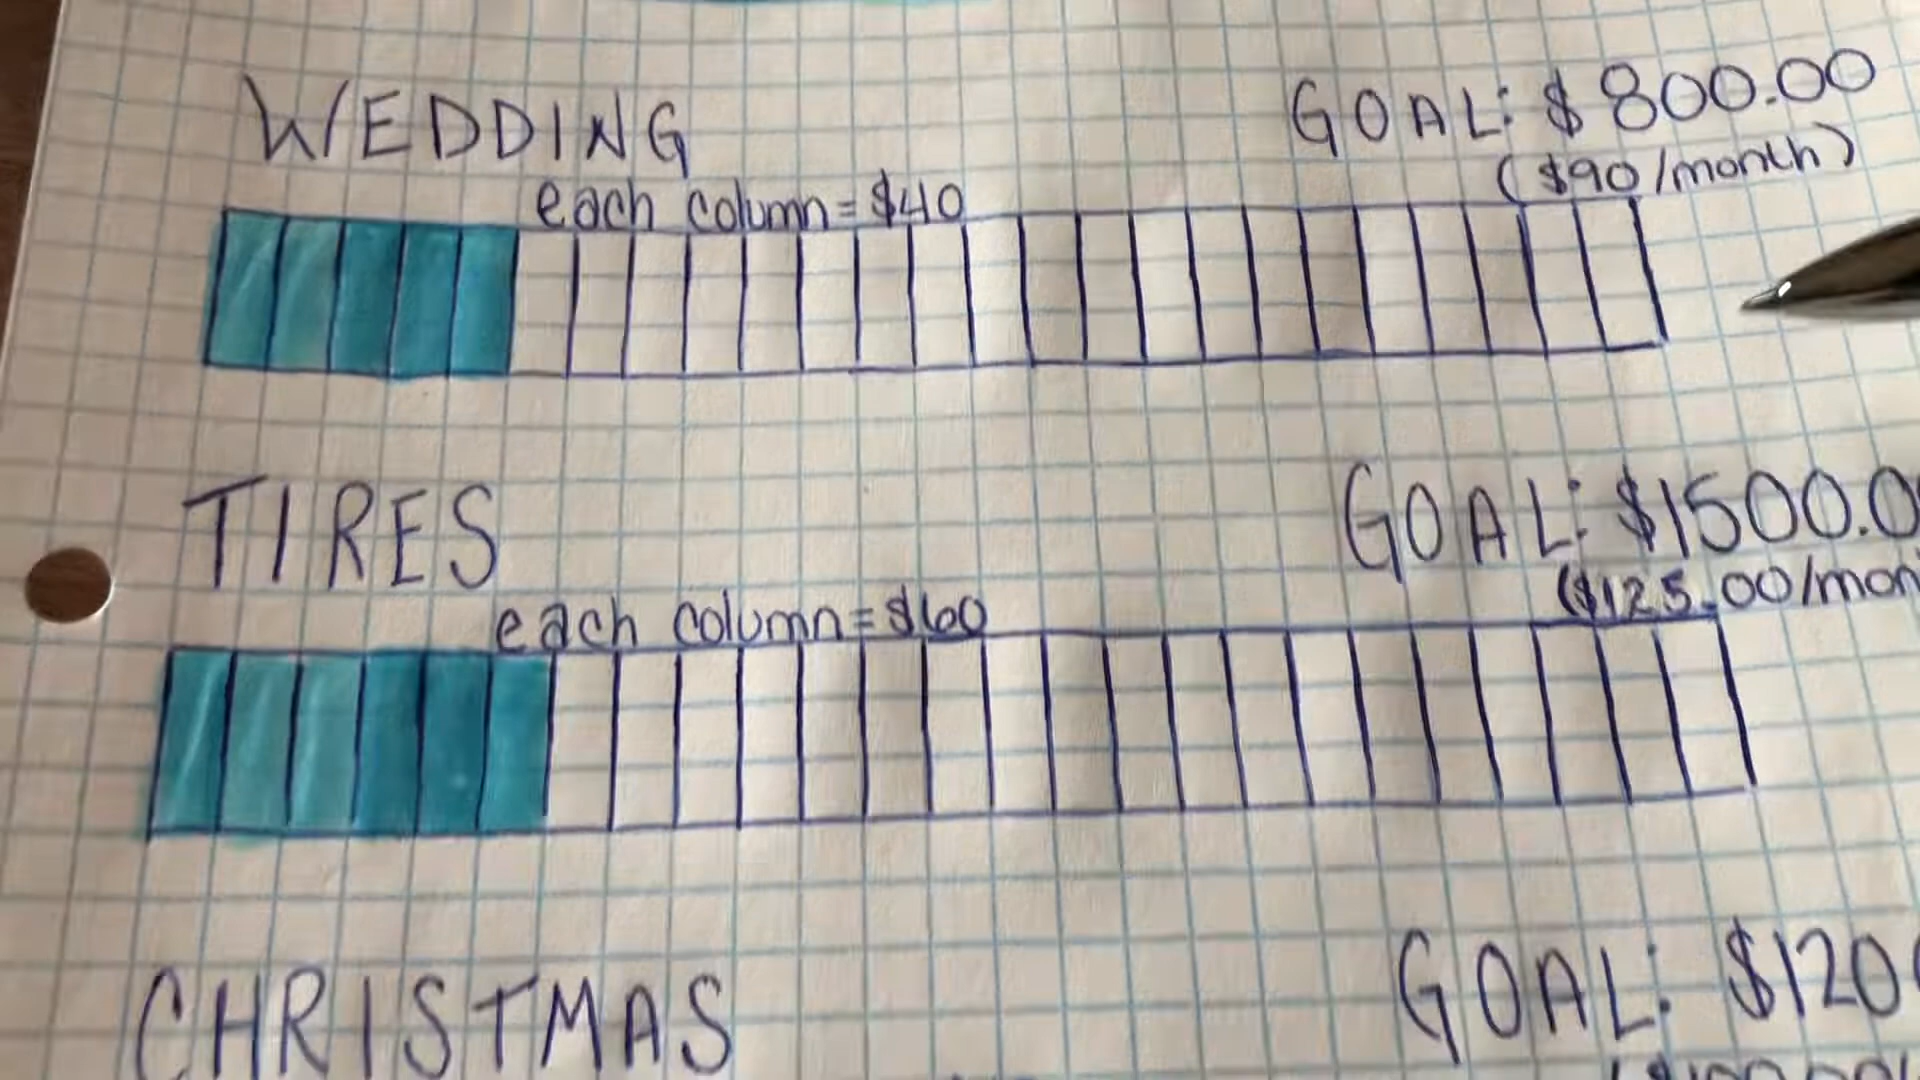 WEDDING
GOAL: $800.00
($90/month)
each column = $40
TIRES
GOAL: $1500.0
($125.00/mon
each column = $60
CHRISTMAS
GOAL: $120